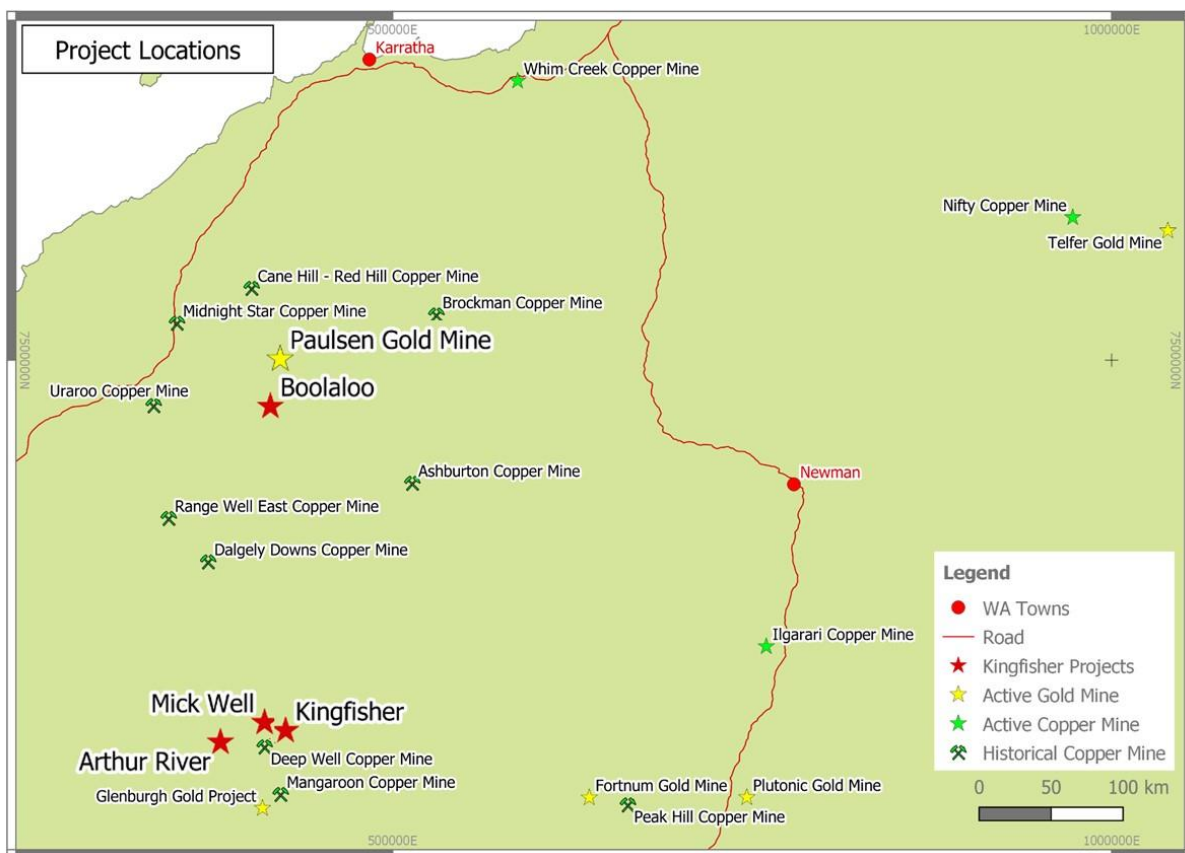 Project Locations
500000E
1000000E
Karratha
Whim Creek Copper Mine
Nifty Copper Mine
Telfer Gold Mine
Cane Hill - Red Hill Copper Mine
Midnight Star Copper Mine
Brockman Copper Mine
Paulsen Gold Mine
7500000N
7500000N
Boolaloo
Uraroo Copper Mine
Ashburton Copper Mine
Newman
Range Well East Copper Mine
Dalgely Downs Copper Mine
Ilgarari Copper Mine
Mick Well
Kingfisher
Arthur River
Deep Well Copper Mine
Mangaroon Copper Mine
Glenburgh Gold Project
Fortnum Gold Mine
Plutonic Gold Mine
Peak Hill Copper Mine
Legend
WA Towns
Road
Kingfisher Projects
Active Gold Mine
Active Copper Mine
Historical Copper Mine
0 50 100 km
500000E
1000000E